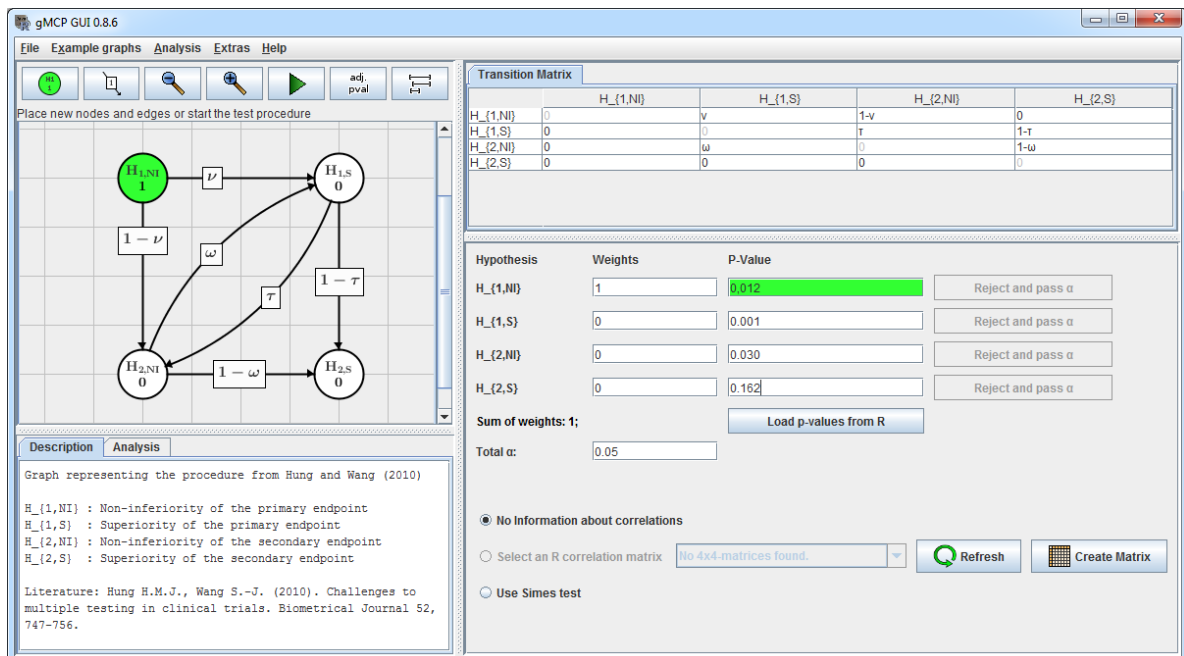 gMCP GUI 0.8.6
File Example graphs Analysis Extras Help
H1
1
1
adj.
pval
Place new nodes and edges or start the test procedure
H1,NI
1
ν
H1,S
0
1 − ν
ω
τ
1 − τ
H2,NI
0
1 − ω
H2,S
0
Description Analysis
Graph representing the procedure from Hung and Wang (2010)
H_{1,NI} : Non-inferiority of the primary endpoint
H_{1,S} : Superiority of the primary endpoint
H_{2,NI} : Non-inferiority of the secondary endpoint
H_{2,S} : Superiority of the secondary endpoint
Literature: Hung H.M.J., Wang S.-J. (2010). Challenges to
multiple testing in clinical trials. Biometrical Journal 52,
747-756.
Transition Matrix
H_{1,NI} H_{1,S} H_{2,NI} H_{2,S}
H_{1,NI} 0 ν 1-ν 0
H_{1,S} 0 0 τ 1-τ
H_{2,NI} 0 ω 0 1-ω
H_{2,S} 0 0 0 0
Hypothesis Weights P-Value
H_{1,NI} 1 0,012 Reject and pass α
H_{1,S} 0 0.001 Reject and pass α
H_{2,NI} 0 0.030 Reject and pass α
H_{2,S} 0 0.162 Reject and pass α
Sum of weights: 1; Load p-values from R
Total α: 0.05
No Information about correlations
Select an R correlation matrix No 4x4-matrices found. Refresh Create Matrix
Use Simes test